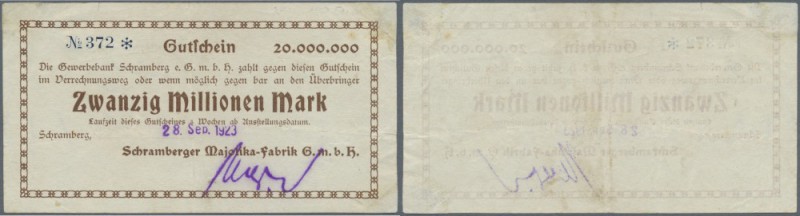 № 372 * Gutschein 20.000.000
Die Gewerbebank Schramberg e. G. m. b. H. zahlt gegen diesen Gutschein
im Verrechnungsweg oder wenn möglich gegen bar an den Überbringer
Zwanzig Millionen Mark
Laufzeit dieses Gutscheines 4 Wochen ab Ausstellungsdatum.
Schramberg, 28. Sep. 1923
Schramberger Majolika-Fabrik G. m. b. H.